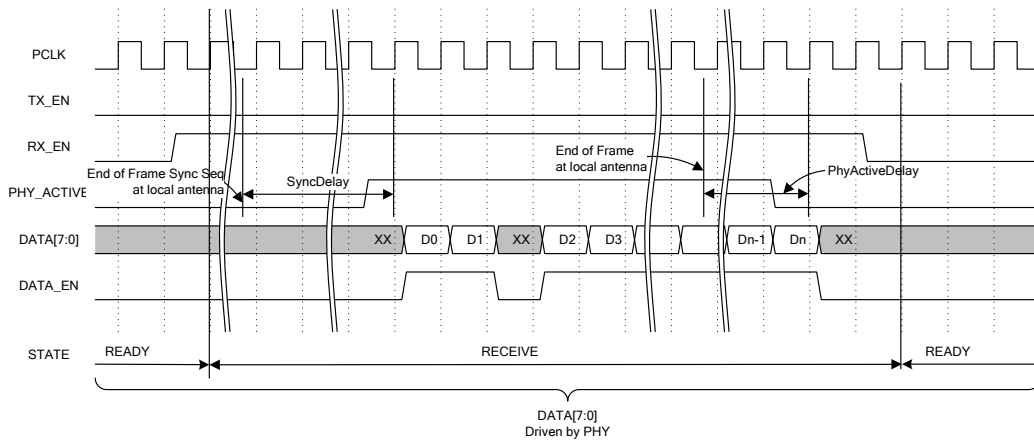 PCLK
TX_EN
RX_EN
End of Frame Sync Seq
at local antenna
SyncDelay
End of Frame
at local antenna
PhyActiveDelay
PHY_ACTIVE
DATA[7:0]
XX
D0
D1
XX
D2
D3
Dn-1
Dn
XX
DATA_EN
STATE
READY
RECEIVE
READY
DATA[7:0]
Driven by PHY